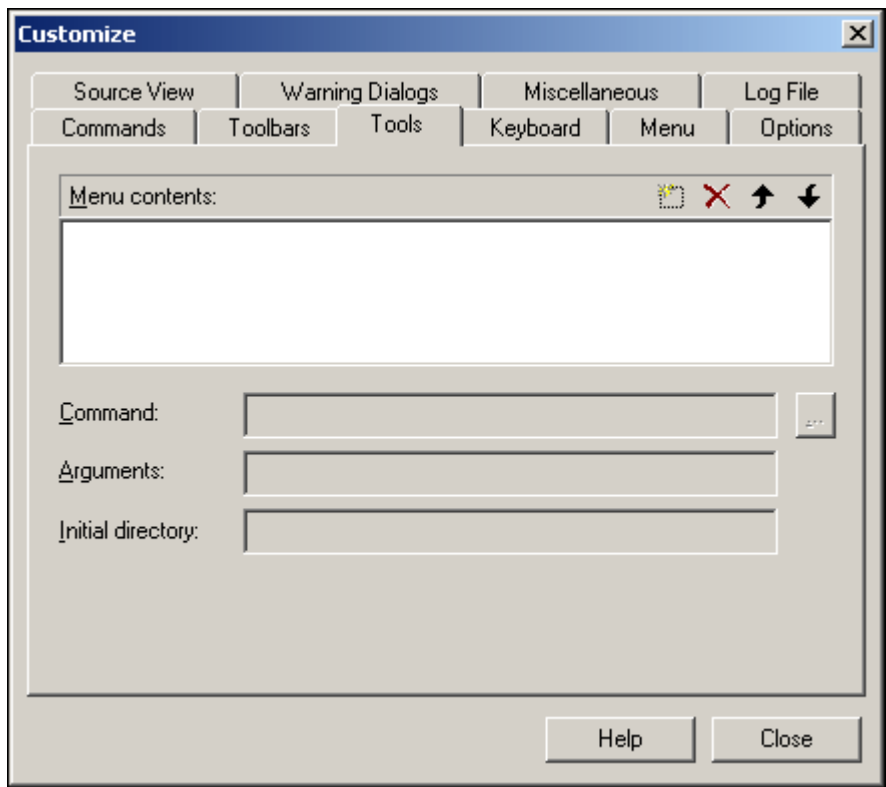 Customize
Source View Warning Dialogs Miscellaneous Log File
Commands Toolbars Tools Keyboard Menu Options
Menu contents:
Command:
...
Arguments:
Initial directory:
Help Close